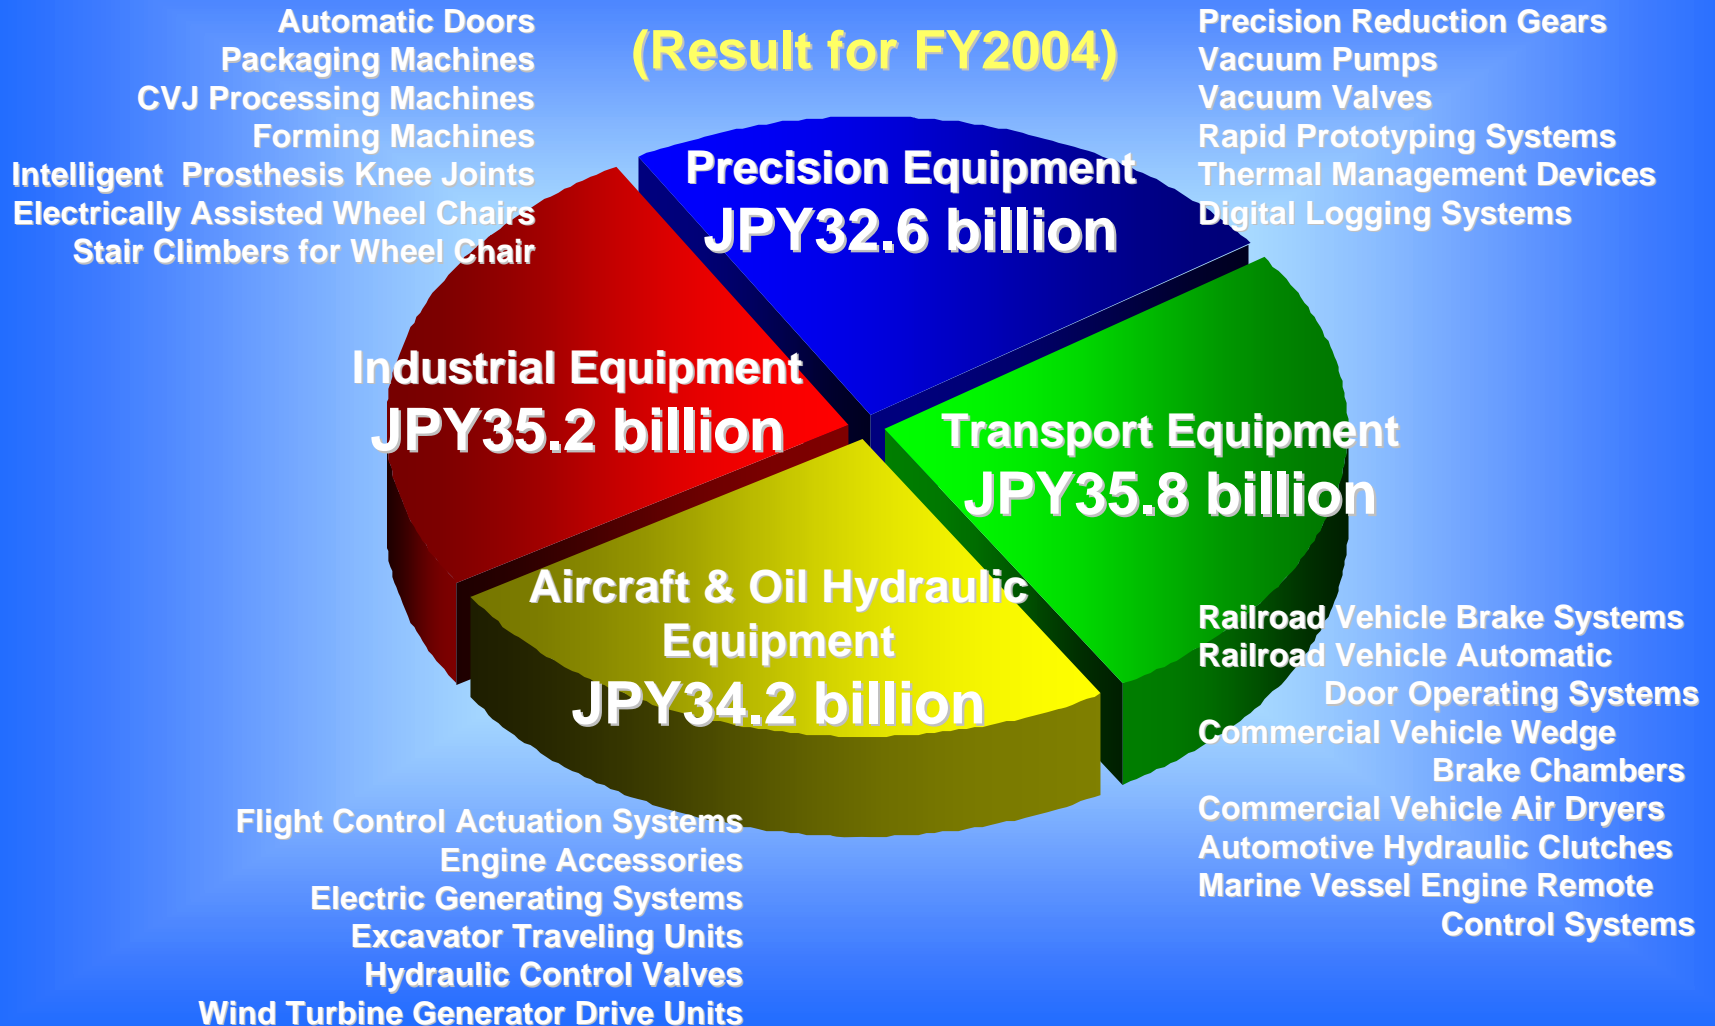 (Result for FY2004)
Automatic Doors
Packaging Machines
CVJ Processing Machines
Forming Machines
Intelligent  Prosthesis Knee Joints
Electrically Assisted Wheel Chairs
Stair Climbers for Wheel Chair
Precision Reduction Gears
Vacuum Pumps
Vacuum Valves
Rapid Prototyping Systems
Thermal Management Devices
Digital Logging Systems
Precision Equipment
JPY32.6 billion
Industrial Equipment
JPY35.2 billion
Transport Equipment
JPY35.8 billion
Aircraft & Oil Hydraulic
Equipment
JPY34.2 billion
Railroad Vehicle Brake Systems
Railroad Vehicle Automatic
Door Operating Systems
Commercial Vehicle Wedge
Brake Chambers
Commercial Vehicle Air Dryers
Automotive Hydraulic Clutches
Marine Vessel Engine Remote
Control Systems
Flight Control Actuation Systems
Engine Accessories
Electric Generating Systems
Excavator Traveling Units
Hydraulic Control Valves
Wind Turbine Generator Drive Units